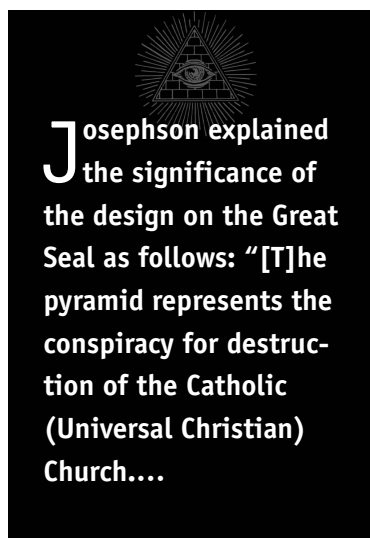 Josephson explained
the significance of
the design on the Great
Seal as follows: “[T]he
pyramid represents the
conspiracy for destruc-
tion of the Catholic
(Universal Christian)
Church....